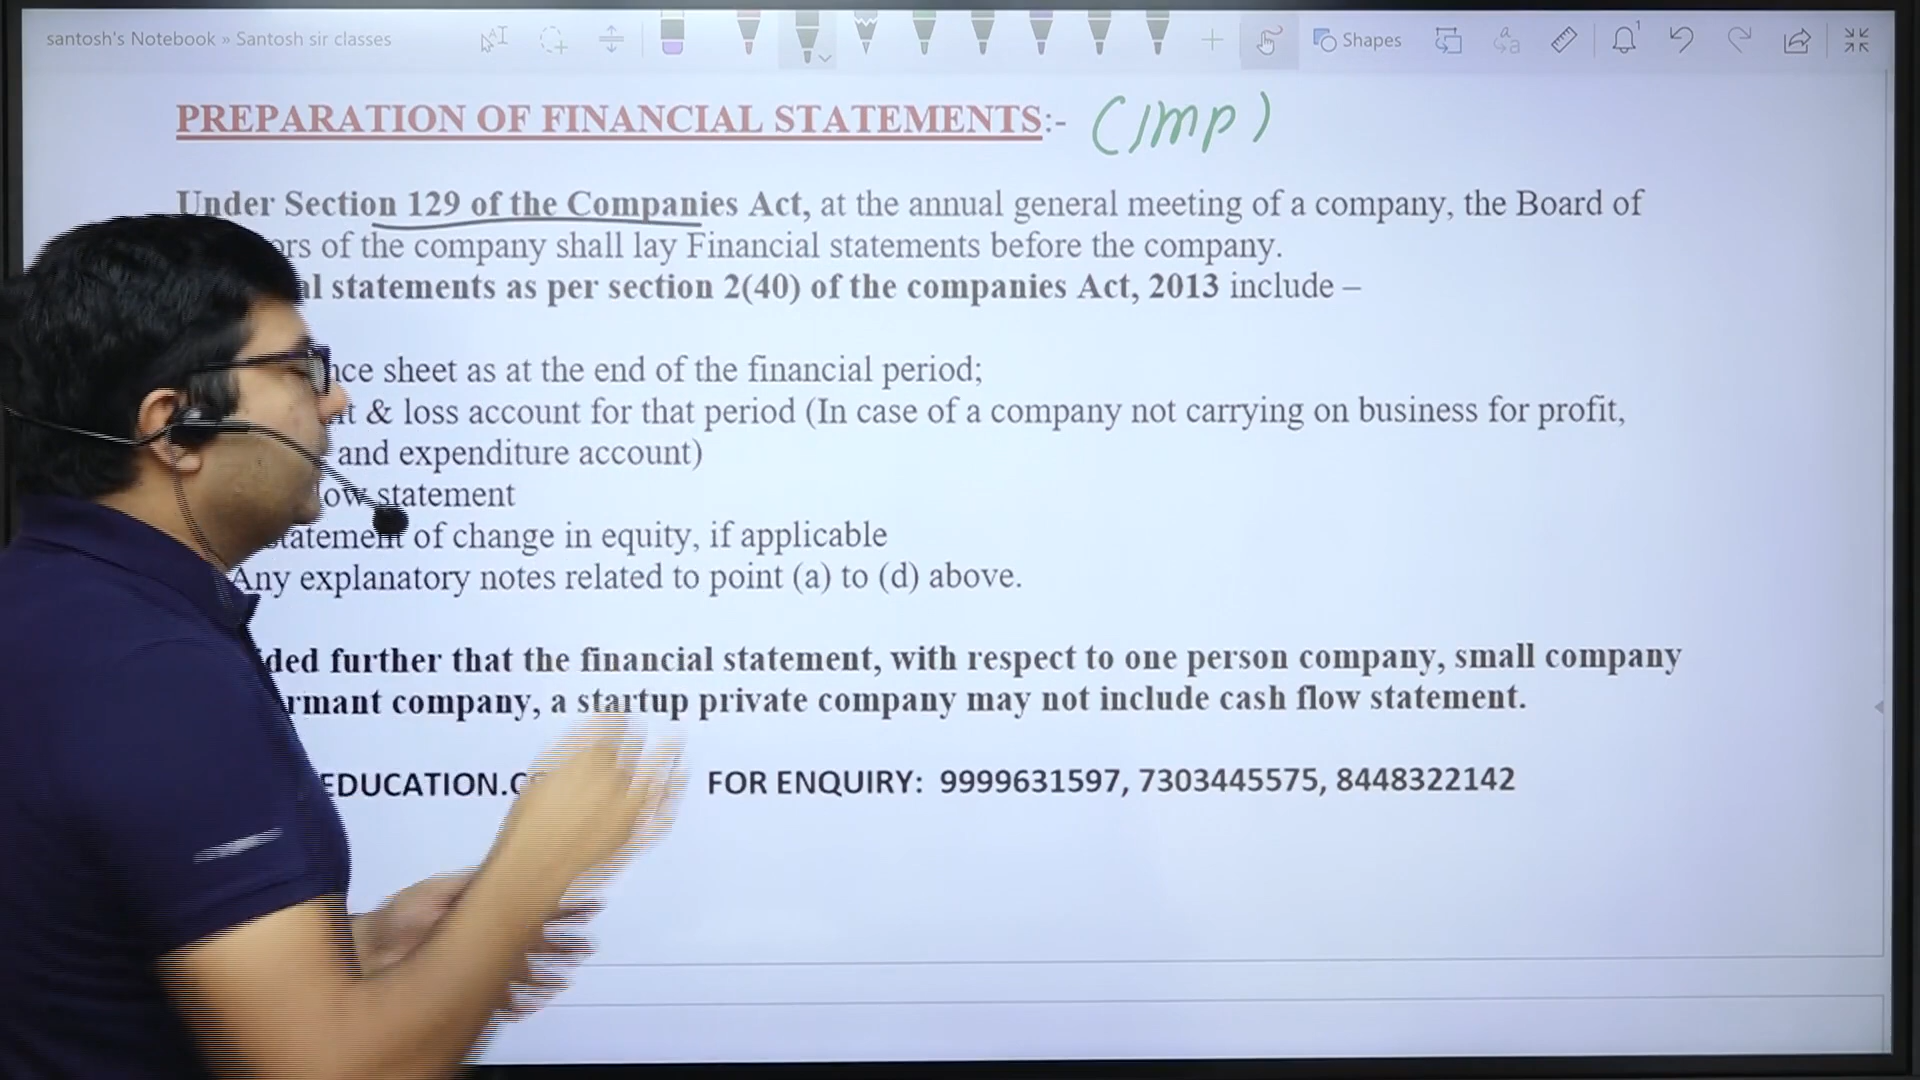 santosh's Notebook » Santosh sir classes
Shapes
PREPARATION OF FINANCIAL STATEMENTS:- (IMP)
Under Section 129 of the Companies Act, at the annual general meeting of a company, the Board of
of the company shall lay Financial statements before the company.
statements as per section 2(40) of the companies Act, 2013 include –
sheet as at the end of the financial period;
& loss account for that period (In case of a company not carrying on business for profit,
and expenditure account)
statement
statement of change in equity, if applicable
Any explanatory notes related to point (a) to (d) above.
further that the financial statement, with respect to one person company, small company
company, a startup private company may not include cash flow statement.
FOR ENQUIRY: 9999631597, 7303445575, 8448322142